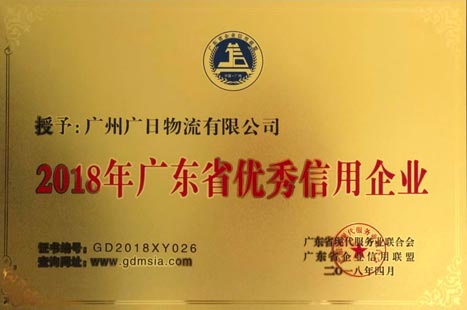 授予:广州广日物流有限公司
2018年广东省优秀信用企业
证书编号:GD2018XY026
查询网址:www.gdmsia.com
广东省现代服务业联合会
广东省企业信用联盟
二〇一八年四月